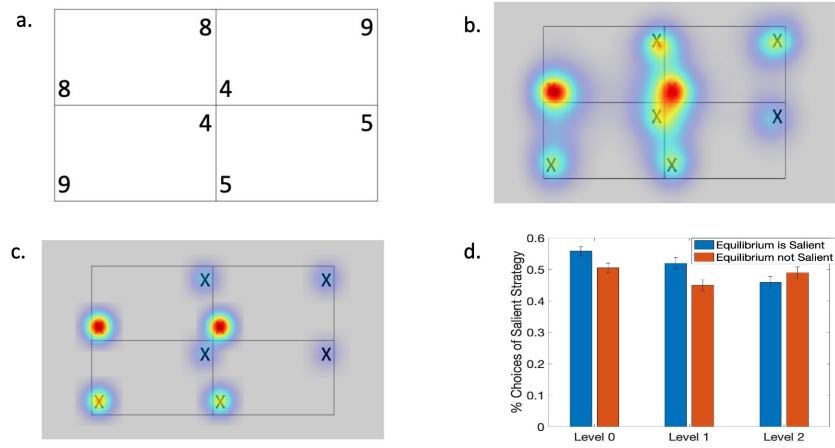 a.
8 9
8 4
4 5
9 5
b.
X X
X X
X X
X X
c.
X X
X X
X X
X X
d.
% Choices of Salient Strategy
0.6
0.5
0.4
0.3
0.2
0.1
0
Equilibrium is Salient
Equilibrium not Salient
Level 0 Level 1 Level 2